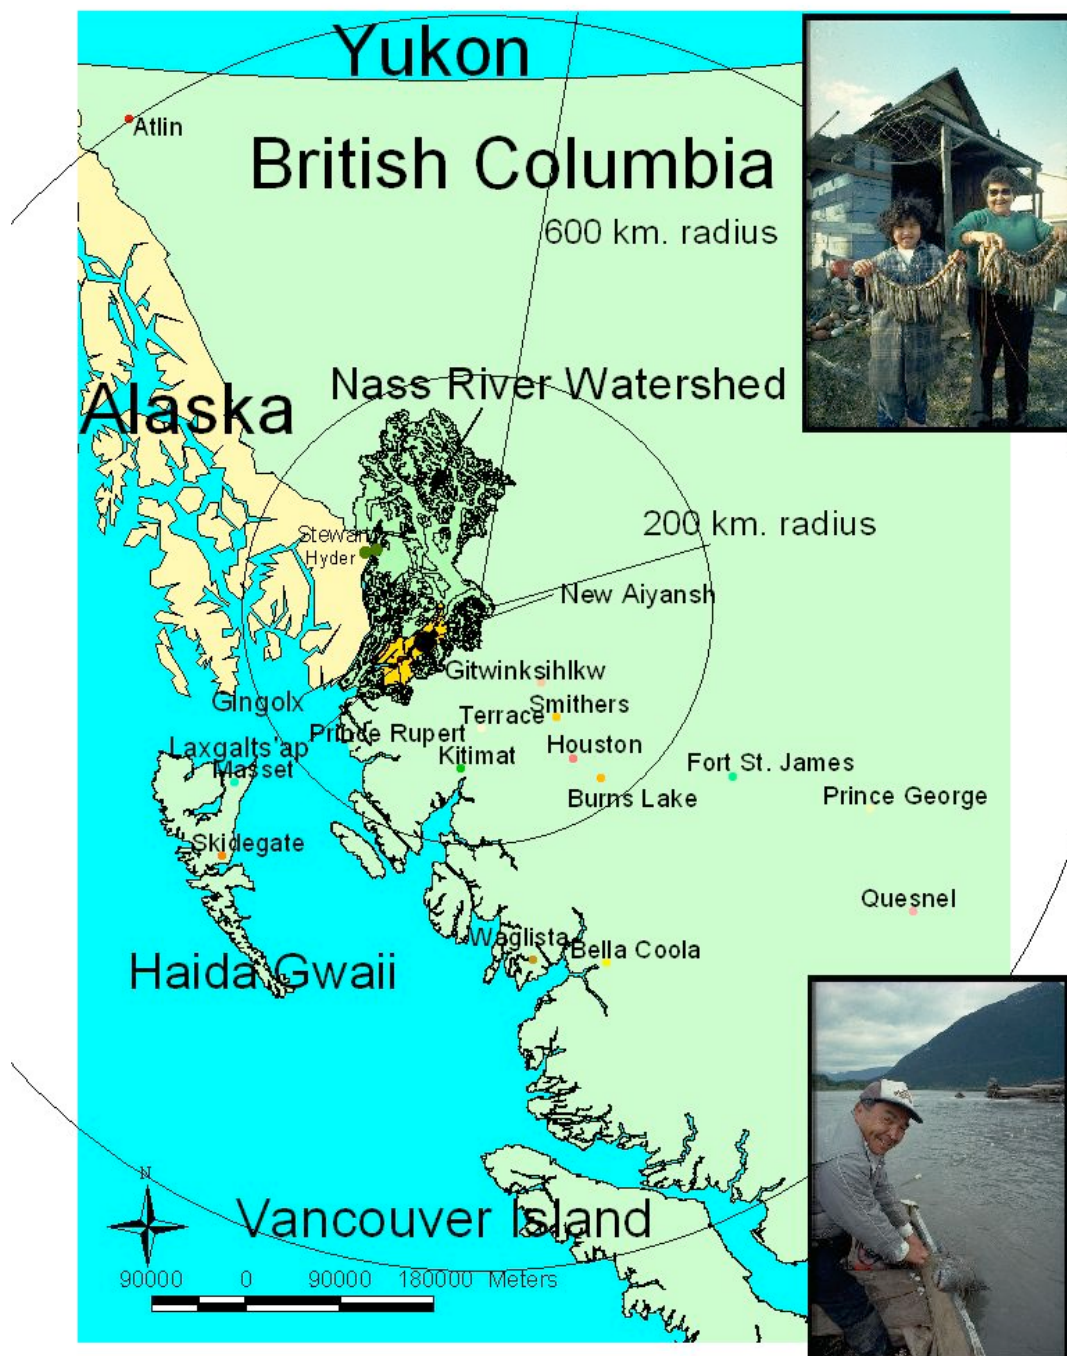 Yukon
Atlin
British Columbia
600 km. radius
Nass River Watershed
Alaska
200 km. radius
Stewart
Hyder
New Aiyansh
Gitwinksihlkw
Gingolx
Smithers
Terrace
Prince Rupert
Laxgalts'ap
Houston
Kitimat
Masset
Fort St. James
Burns Lake
Prince George
Skidegate
Quesnel
Waglista
Bella Coola
Haida Gwaii
N
Vancouver Island
90000 0 90000 180000 Meters